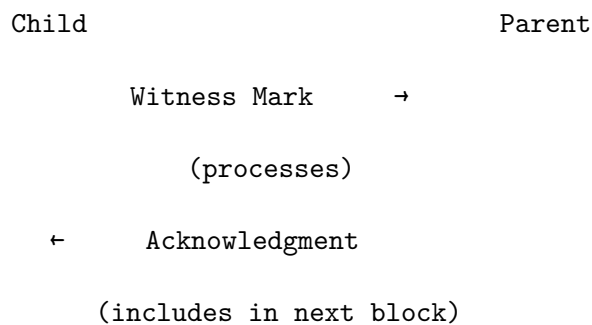 Child Parent
Witness Mark →
(processes)
← Acknowledgment
(includes in next block)